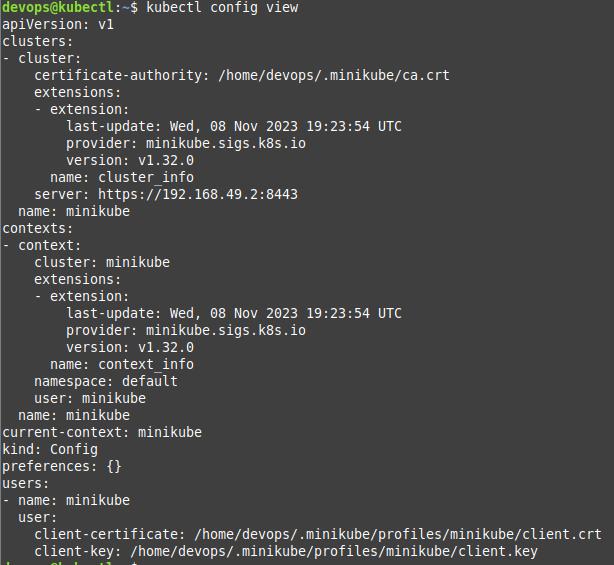 devops@kubectl:~$ kubectl config view
apiVersion: v1
clusters:
- cluster:
    certificate-authority: /home/devops/.minikube/ca.crt
    extensions:
    - extension:
        last-update: Wed, 08 Nov 2023 19:23:54 UTC
        provider: minikube.sigs.k8s.io
        version: v1.32.0
      name: cluster_info
    server: https://192.168.49.2:8443
  name: minikube
contexts:
- context:
    cluster: minikube
    extensions:
    - extension:
        last-update: Wed, 08 Nov 2023 19:23:54 UTC
        provider: minikube.sigs.k8s.io
        version: v1.32.0
      name: context_info
    namespace: default
    user: minikube
  name: minikube
current-context: minikube
kind: Config
preferences: {}
users:
- name: minikube
  user:
    client-certificate: /home/devops/.minikube/profiles/minikube/client.crt
    client-key: /home/devops/.minikube/profiles/minikube/client.key